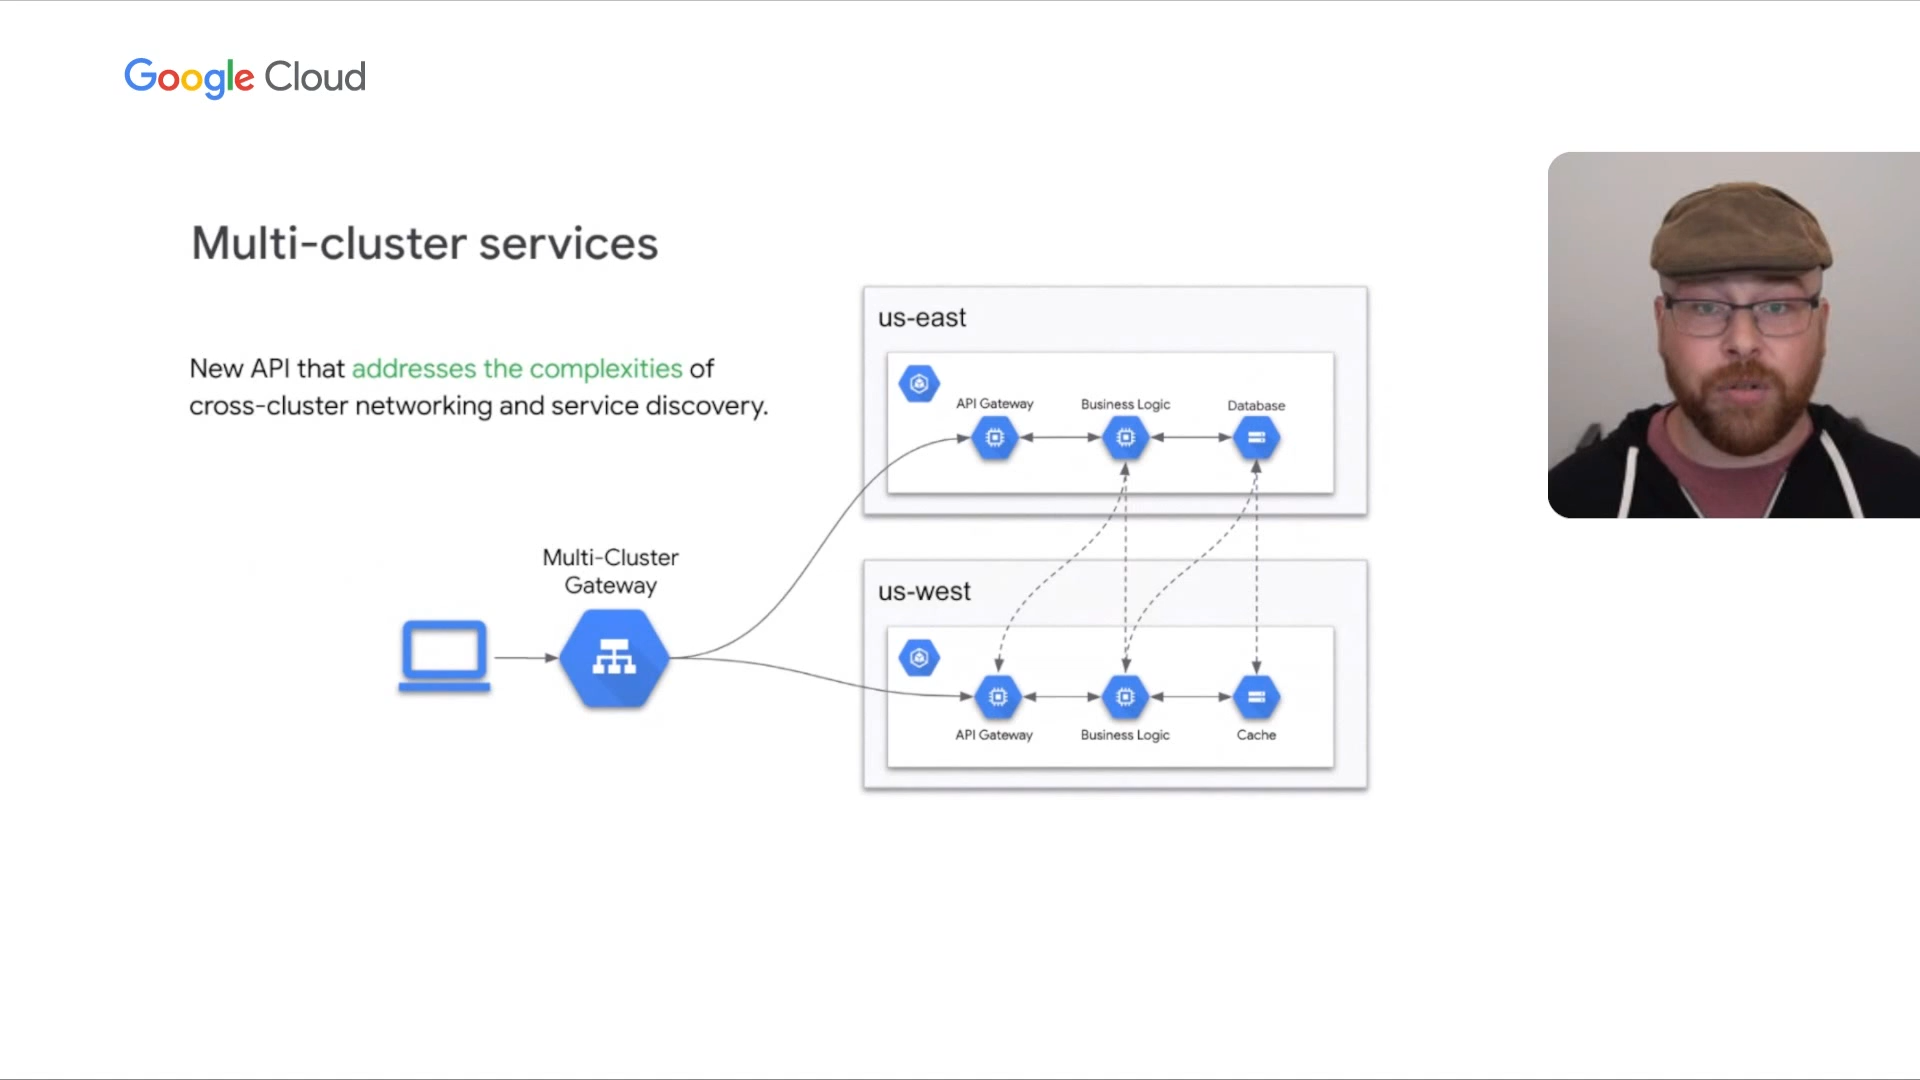 Google Cloud
Multi-cluster services
New API that addresses the complexities of
cross-cluster networking and service discovery.
Multi-Cluster
Gateway
us-east
API Gateway
Business Logic
Database
us-west
API Gateway
Business Logic
Cache